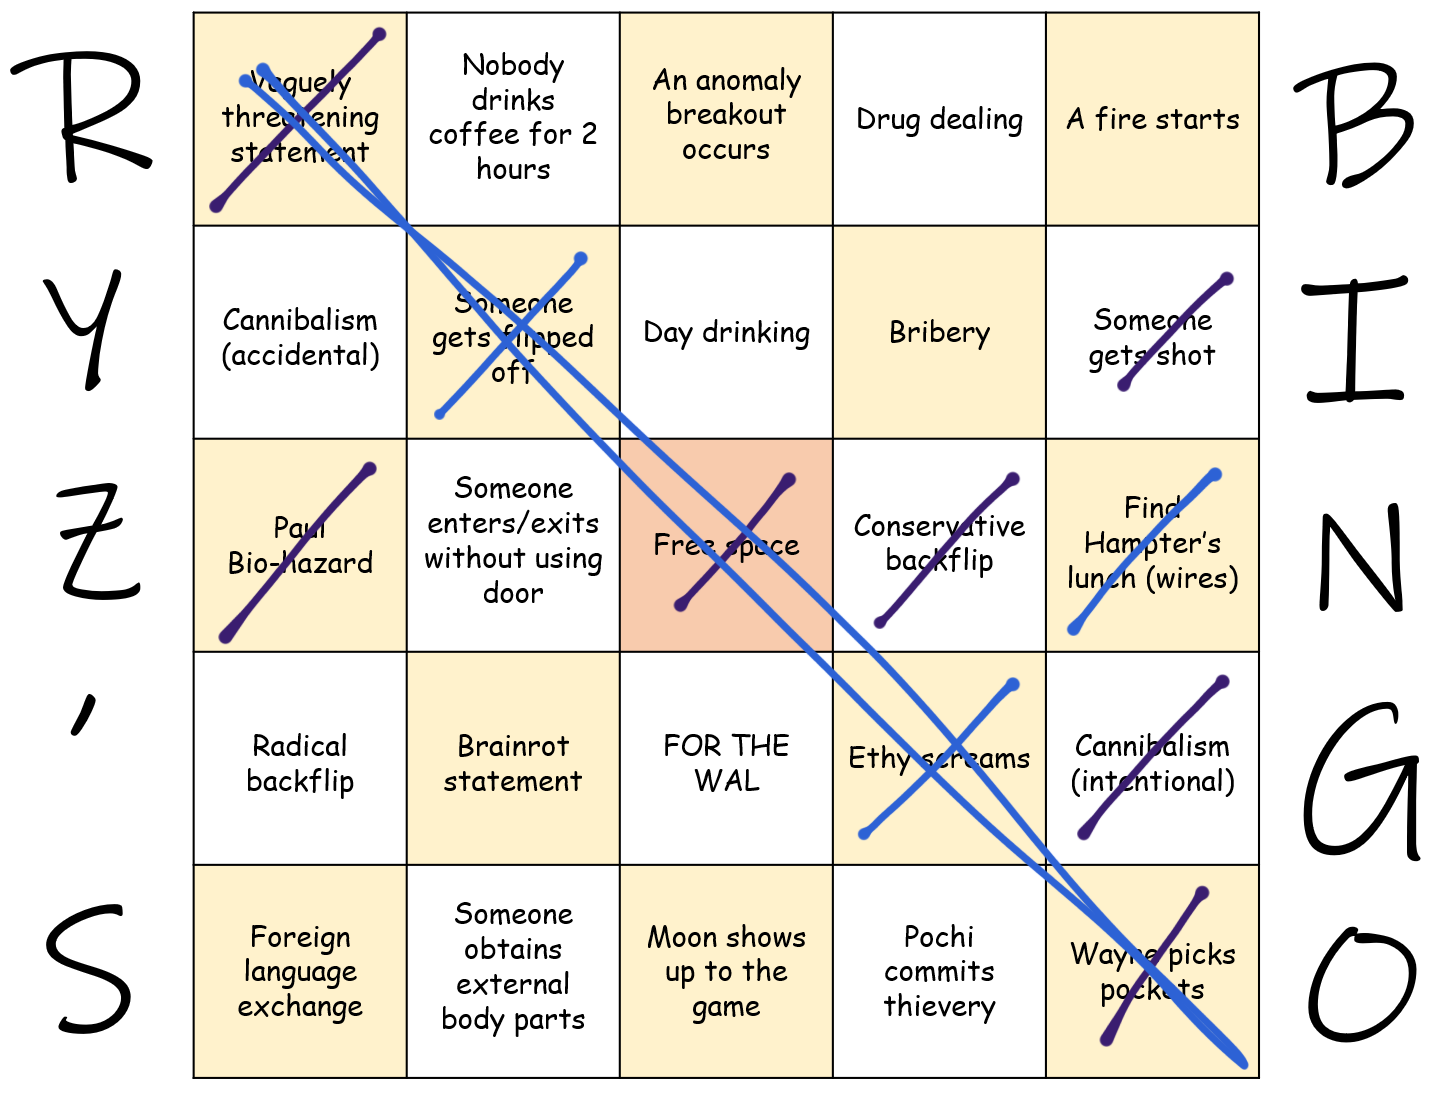 R
Y
Z
'
S
Vaguely
threatening
statement
Nobody
drinks
coffee for 2
hours
An anomaly
breakout
occurs
Drug dealing
A fire starts
Cannibalism
(accidental)
Someone
gets flipped
off
Day drinking
Bribery
Someone
gets shot
Paul
Bio-hazard
Someone
enters/exits
without using
door
Free space
Conservative
backflip
Find
Hampter's
lunch (wires)
Radical
backflip
Brainrot
statement
FOR THE
WAL
Ethy screams
Cannibalism
(intentional)
Foreign
language
exchange
Someone
obtains
external
body parts
Moon shows
up to the
game
Pochi
commits
thievery
Wayne picks
pockets
B
I
N
G
O